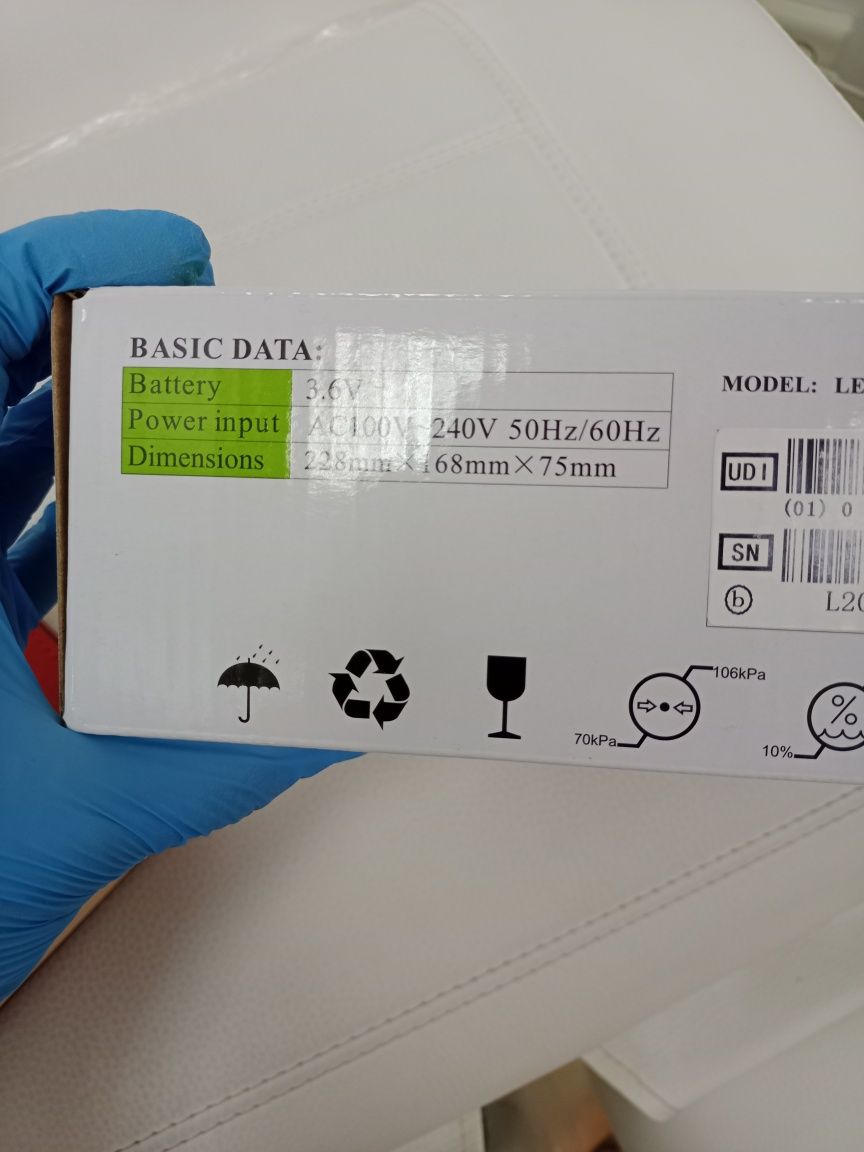 BASIC DATA:
Battery 3.6V
Power input AC100V~240V 50Hz/60Hz
Dimensions 228mm×168mm×75mm
MODEL: LE
UDI
(01) 0
SN
b L20
106kPa
70kPa
%
10%